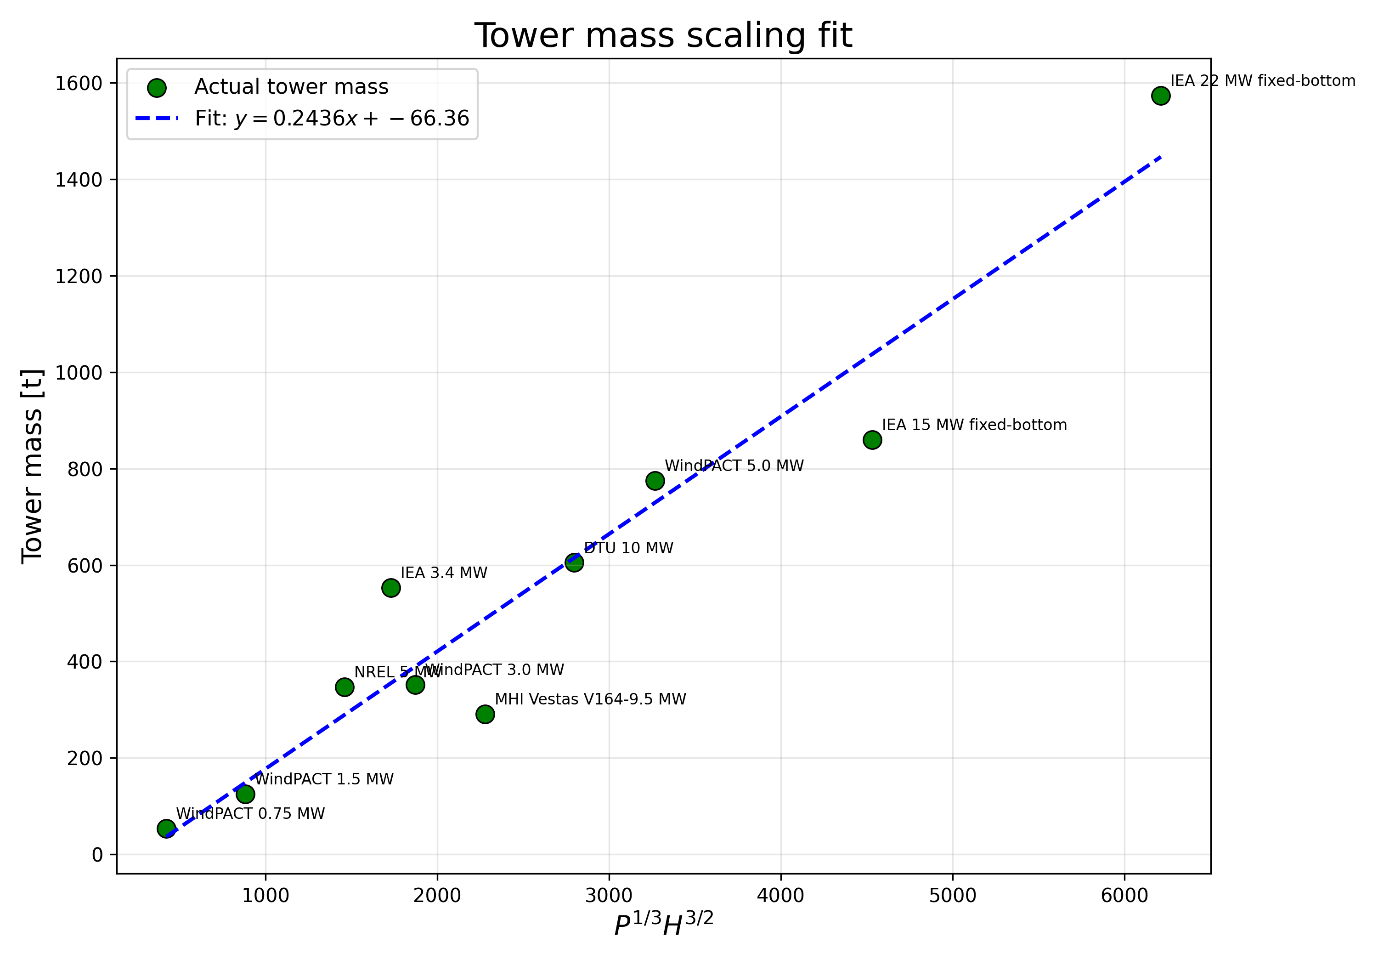 Tower mass scaling fit
Actual tower mass
Fit: y = 0.2436x + −66.36
IEA 22 MW fixed-bottom
IEA 15 MW fixed-bottom
WindPACT 5.0 MW
DTU 10 MW
IEA 3.4 MW
NREL 5 MW
WindPACT 3.0 MW
MHI Vestas V164-9.5 MW
WindPACT 1.5 MW
WindPACT 0.75 MW
Tower mass [t]
1600
1400
1200
1000
800
600
400
200
0
1000 2000 3000 4000 5000 6000
P^{1/3}H^{3/2}